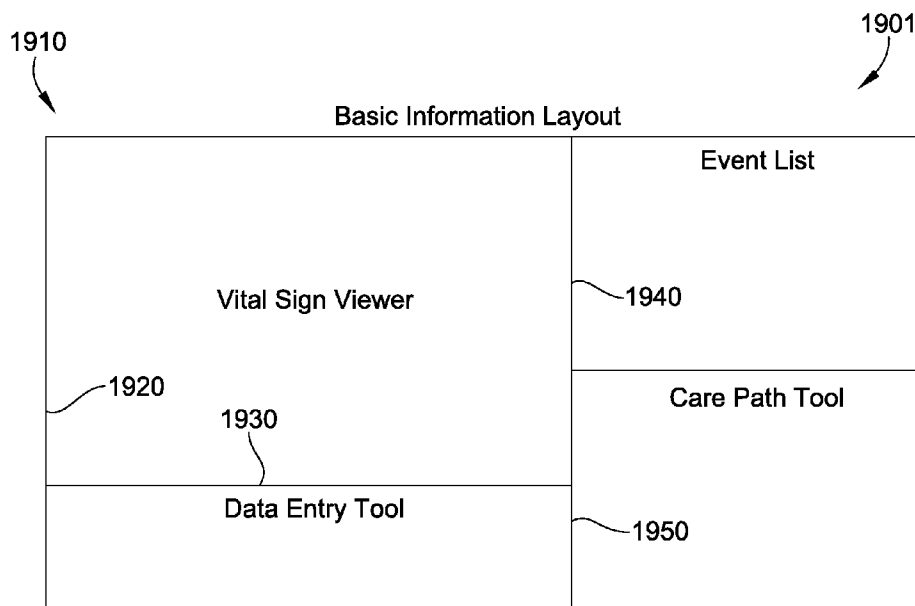 1910
1901
Basic Information Layout
Event List
Vital Sign Viewer
1940
1920
1930
Care Path Tool
Data Entry Tool
1950